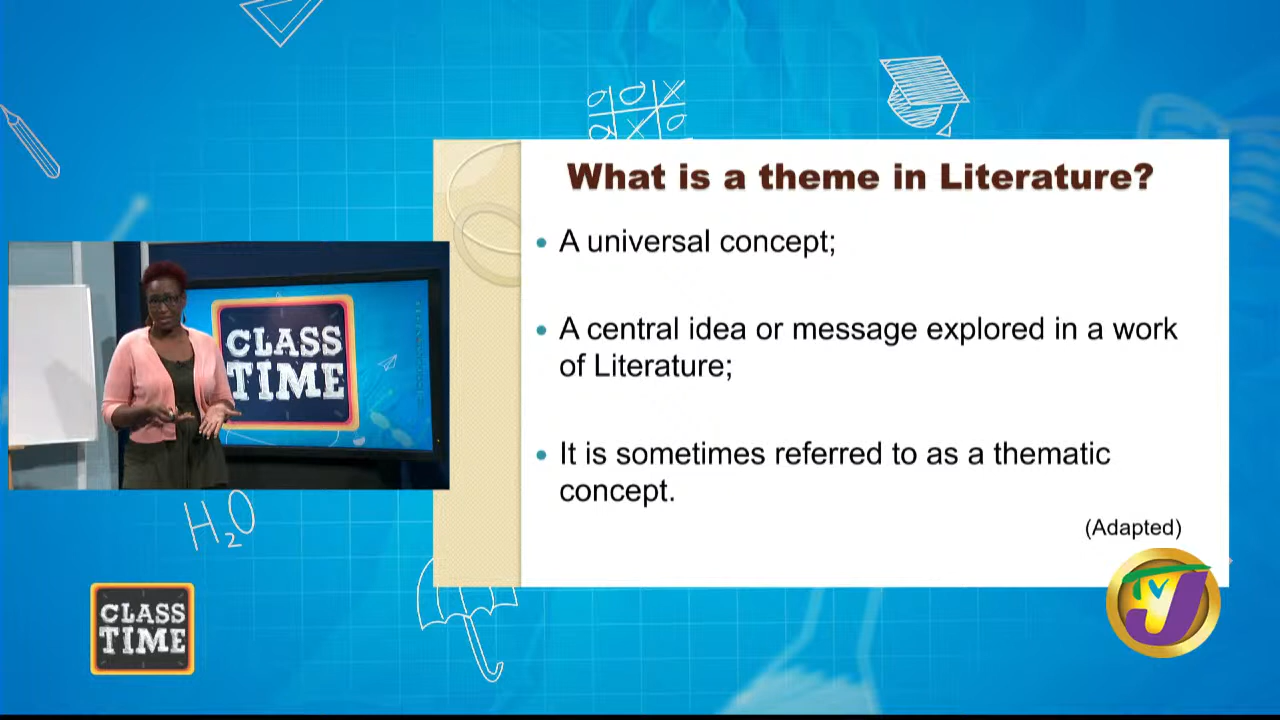 What is a theme in Literature?
• A universal concept;
• A central idea or message explored in a work
of Literature;
• It is sometimes referred to as a thematic
concept.
(Adapted)
CLASS
TIME
H₂O
CLASS
TIME
TVJ